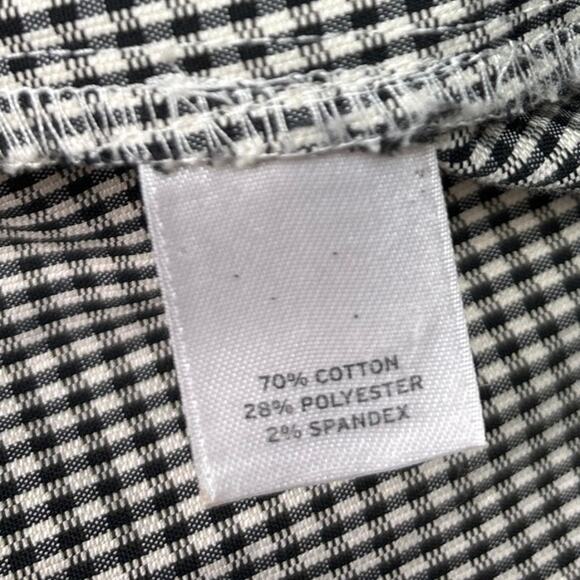 70% COTTON
28% POLYESTER
2% SPANDEX